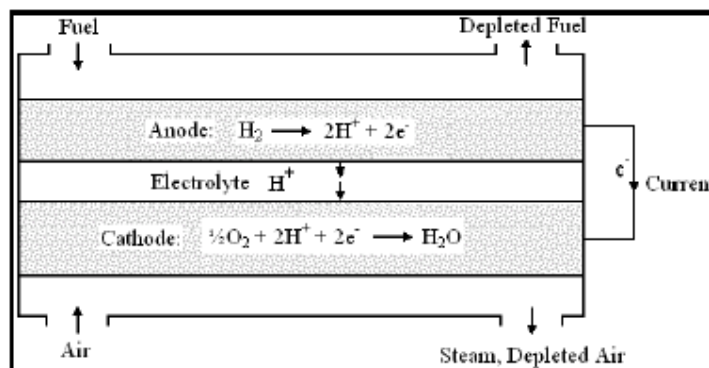 Fuel
Depleted Fuel
Anode: H₂ ⟶ 2H⁺ + 2e⁻
Electrolyte H⁺
e⁻
Curren
Cathode: ½O₂ + 2H⁺ + 2e⁻ ⟶ H₂O
Air
Steam, Depleted Air